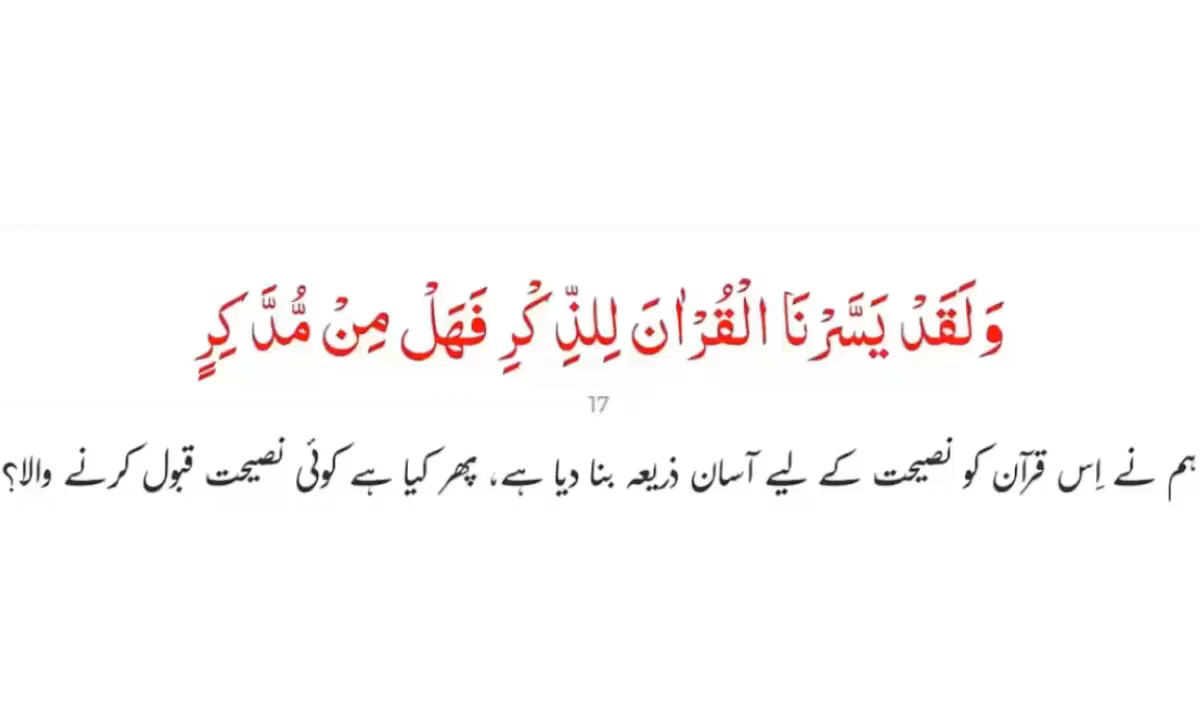 وَلَقَدْ يَسَّرْنَا الْقُرْاٰنَ لِلذِّكْرِ فَهَلْ مِنْ مُّدَّكِرٍ
17
ہم نے اِس قرآن کو نصیحت کے لیے آسان ذریعہ بنا دیا ہے، پھر کیا ہے کوئی نصیحت قبول کرنے والا؟